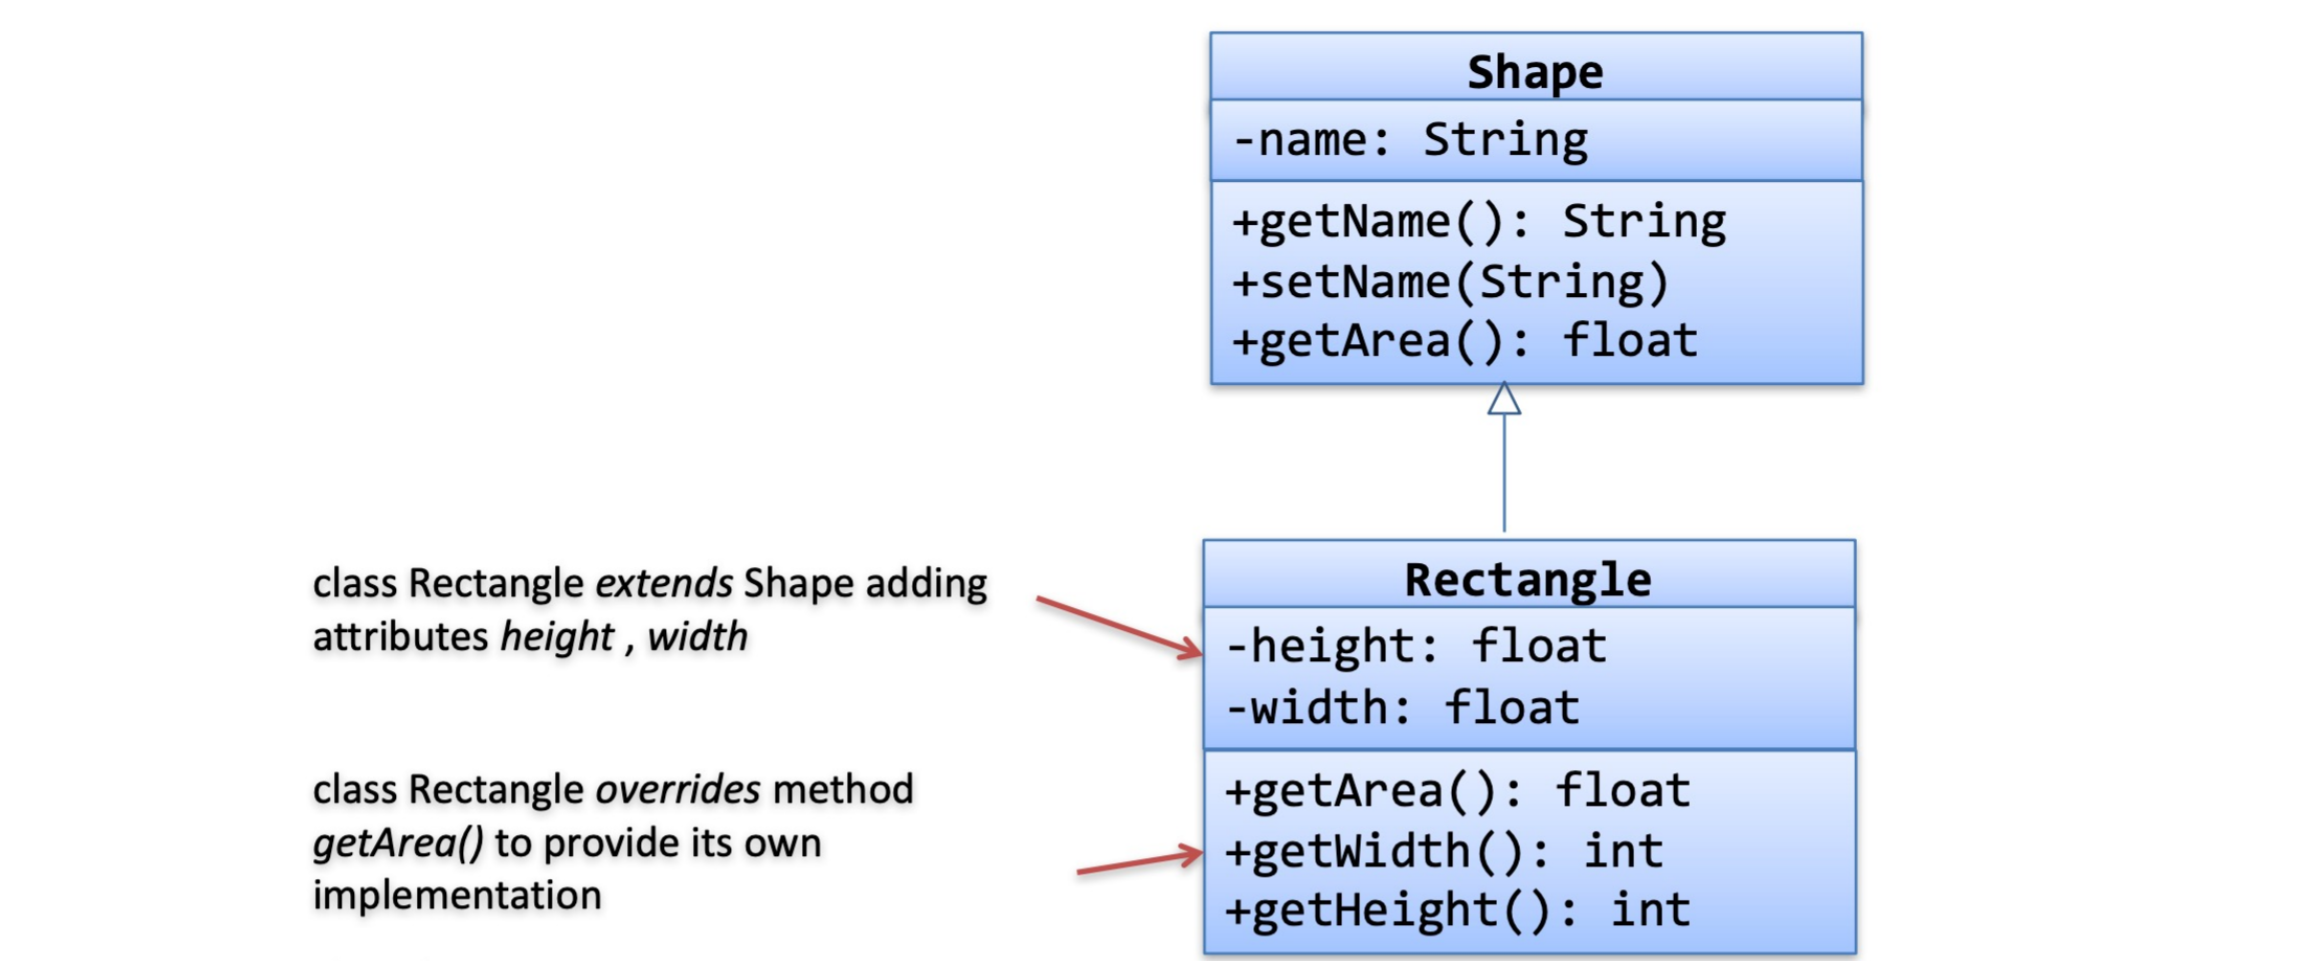 Shape
-name: String
+getName(): String
+setName(String)
+getArea(): float
class Rectangle extends Shape adding
attributes height , width
class Rectangle overrides method
getArea() to provide its own
implementation
Rectangle
-height: float
-width: float
+getArea(): float
+getWidth(): int
+getHeight(): int